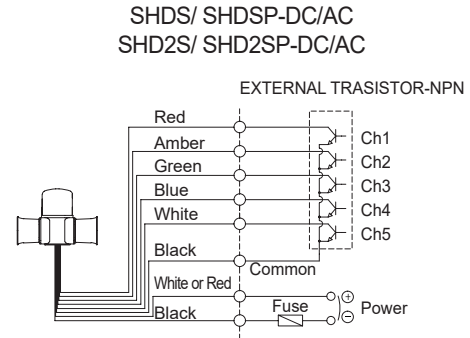 SHDS/ SHDSP-DC/AC
SHD2S/ SHD2SP-DC/AC
EXTERNAL TRASISTOR-NPN
Red
Ch1
Amber
Ch2
Green
Ch3
Blue
Ch4
White
Ch5
Black
Common
White or Red
Fuse
Power
Black